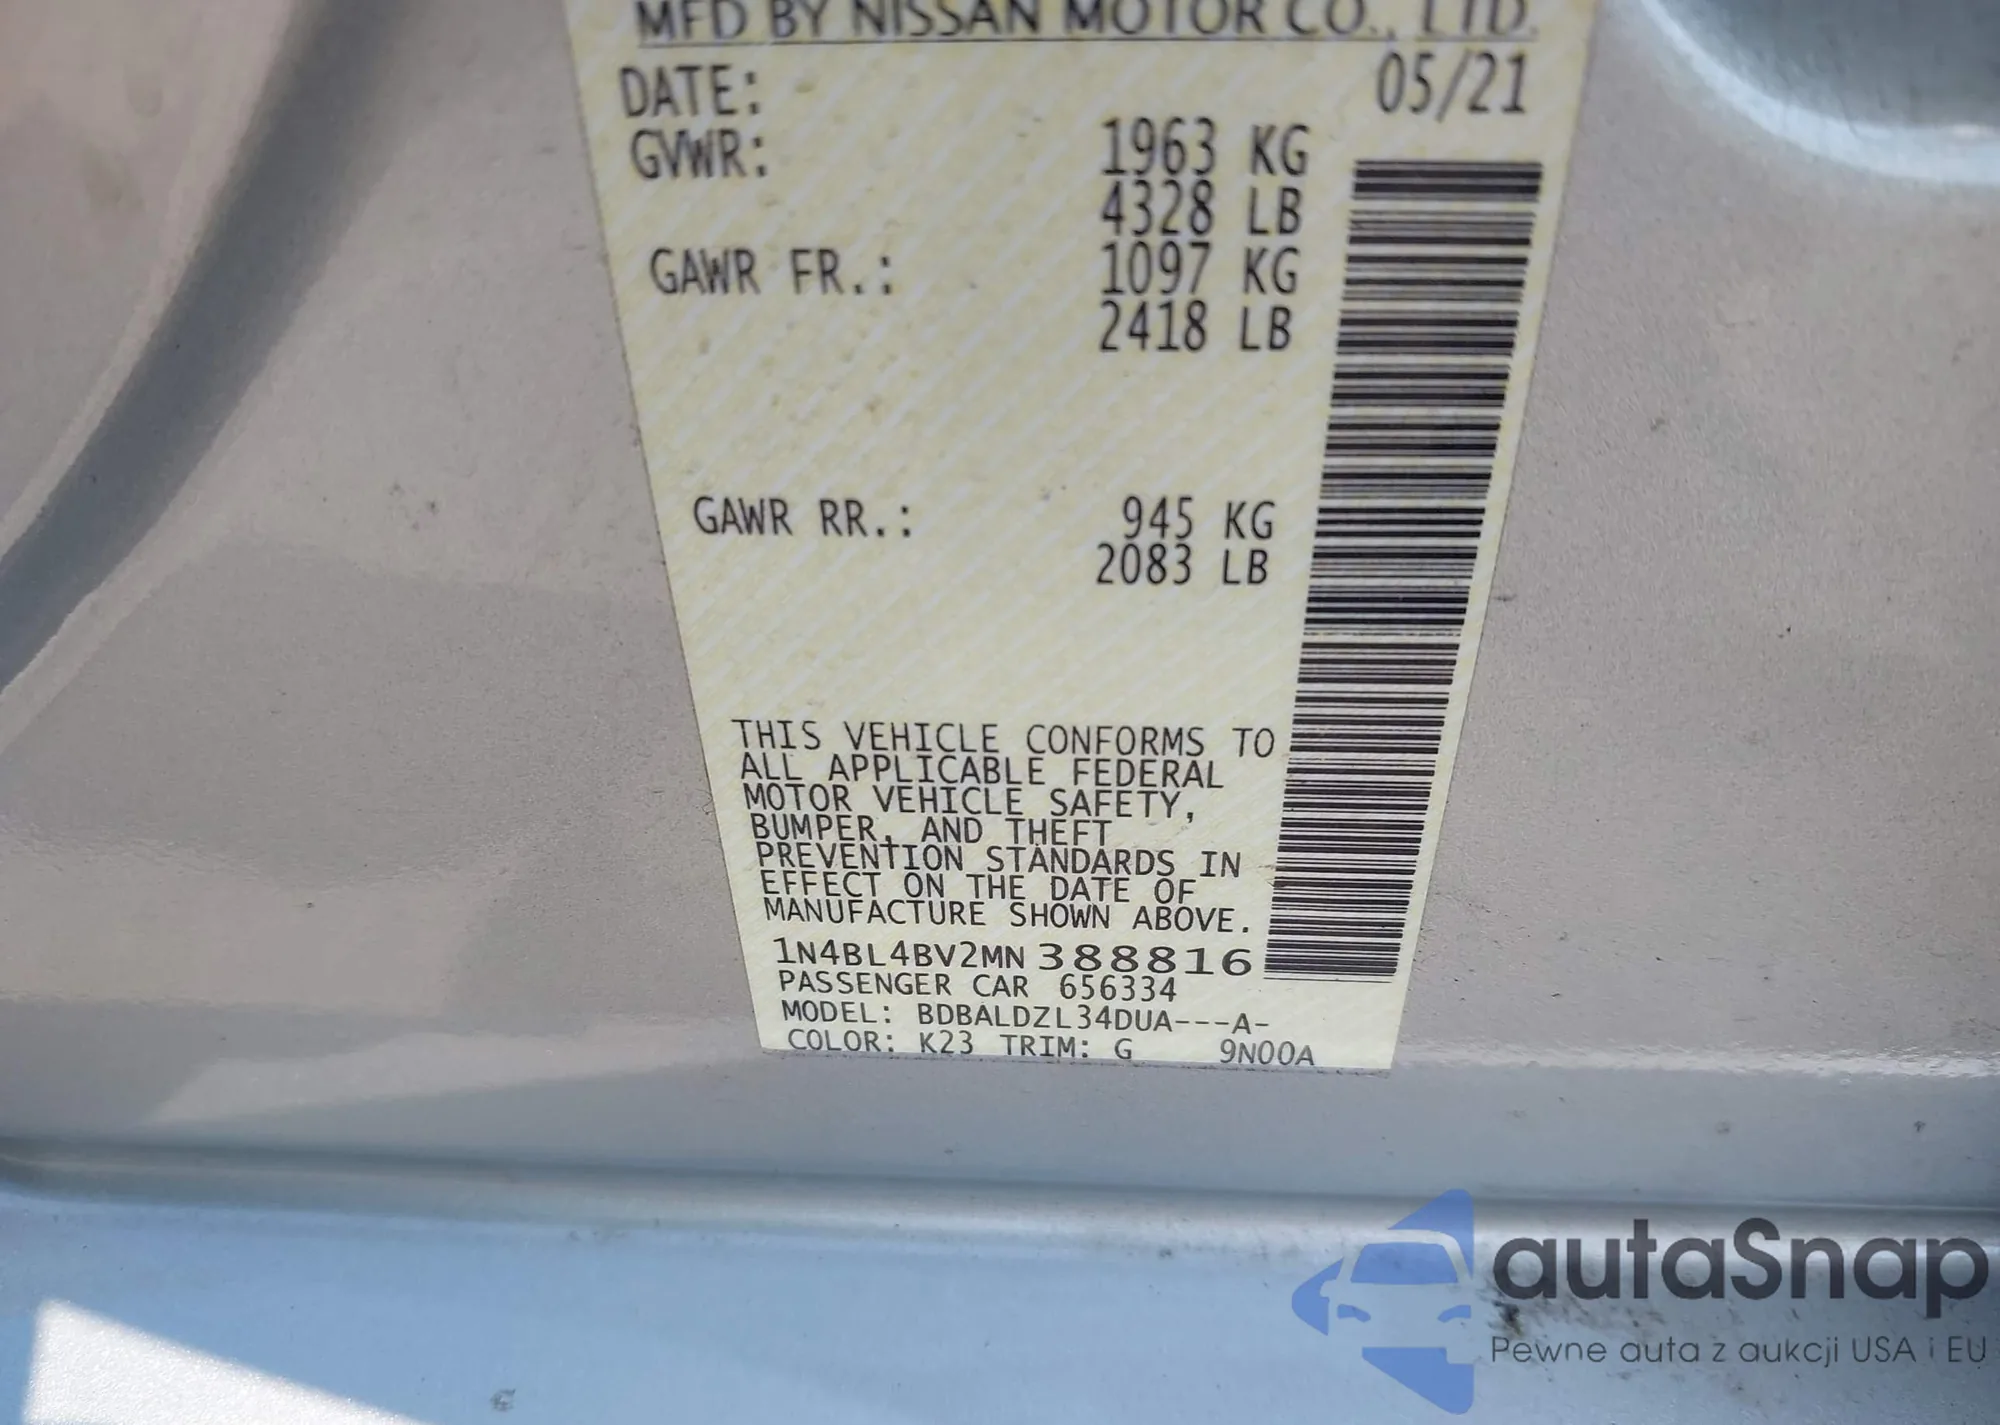 MFD BY NISSAN MOTOR CO., LTD.
DATE: 05/21
GVWR: 1963 KG
4328 LB
GAWR FR.: 1097 KG
2418 LB
GAWR RR.: 945 KG
2083 LB
THIS VEHICLE CONFORMS TO
ALL APPLICABLE FEDERAL
MOTOR VEHICLE SAFETY,
BUMPER, AND THEFT
PREVENTION STANDARDS IN
EFFECT ON THE DATE OF
MANUFACTURE SHOWN ABOVE.
1N4BL4BV2MN388816
PASSENGER CAR 656334
MODEL: BDBALDZL34DUA---A-
COLOR: K23 TRIM: G 9N00A
autaSnap
Pewne auta z aukcji USA i EU